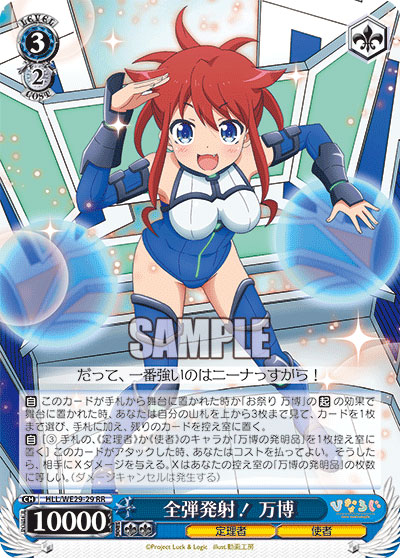 LEVEL
3
2
COST
SAMPLE
だって、一番強いのはニーナっすから!
自 このカードが手札から舞台に置かれた時か「お祭り 万博」の 起 の効果で
舞台に置かれた時、あなたは自分の山札を上から3枚まで見て、カードを1枚
まで選び、手札に加え、残りのカードを控え室に置く。
自 [③ 手札の、《定理者》か《使者》のキャラか「万博の発明品」を1枚控え室に
置く] このカードがアタックした時、あなたはコストを払ってよい。そうした
ら、相手にXダメージを与える。Xはあなたの控え室の「万博の発明品」の枚数
に等しい。(ダメージキャンセルは発生する)
CH HLL/WE29-29 RR
全弾発射! 万博
ひなろじ
10000
定理者
使者
©Project Luck & Logic illust.動画工房